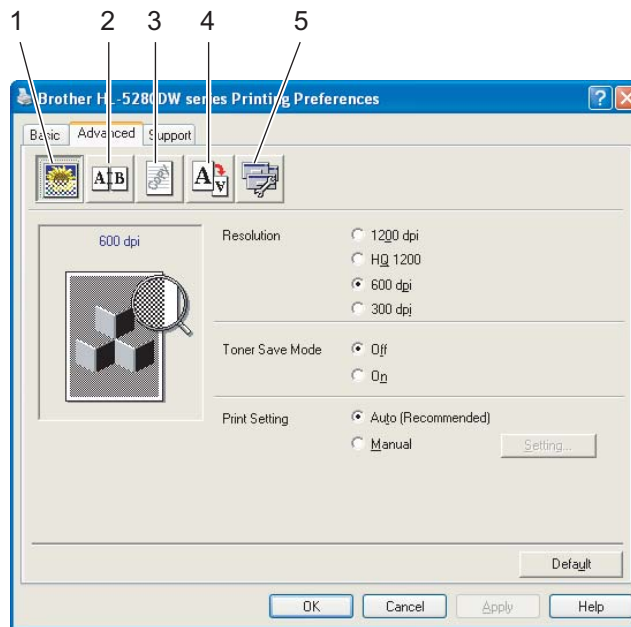 1 2 3 4 5
Brother HL-5280DW series Printing Preferences
Basic Advanced Support
A B
A A
600 dpi
Resolution
1200 dpi
HQ 1200
600 dpi
300 dpi
Toner Save Mode
Off
On
Print Setting
Auto (Recommended)
Manual
Setting...
Default
OK Cancel Apply Help